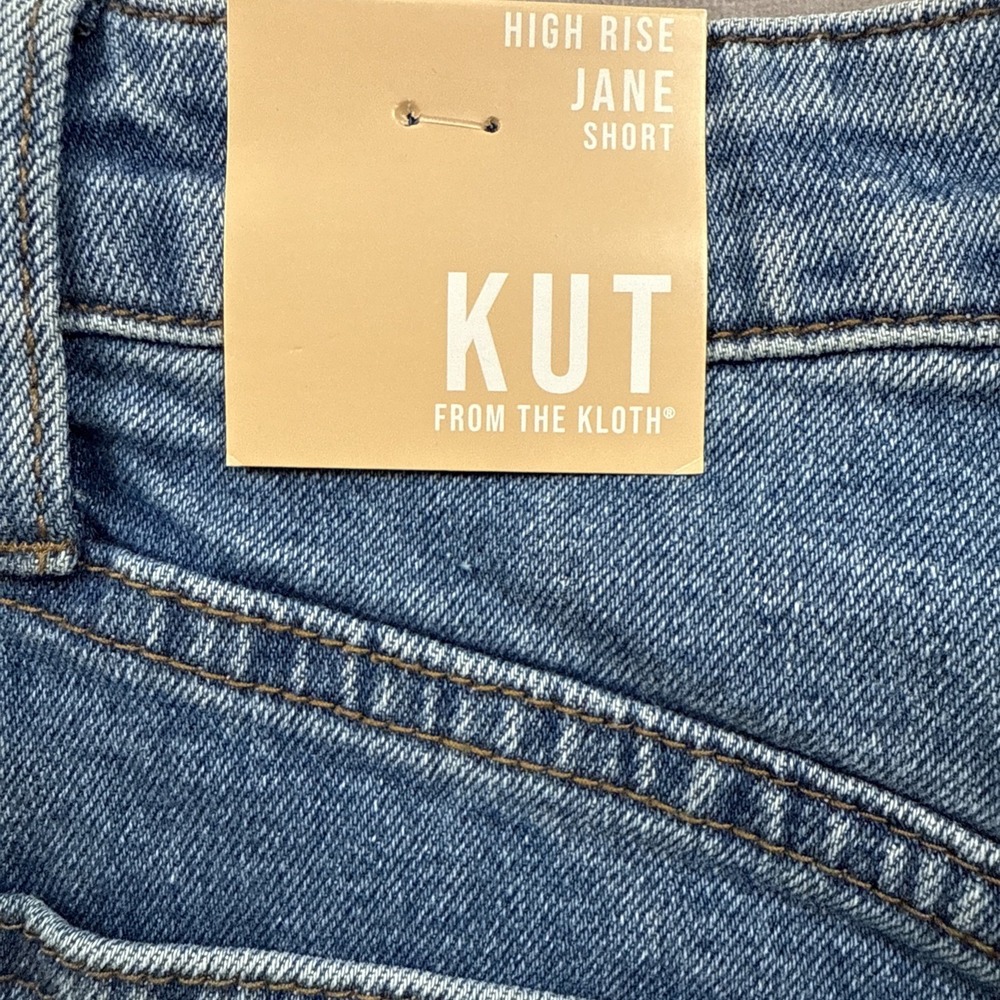 HIGH RISE
JANE
SHORT
KUT
FROM THE KLOTH®